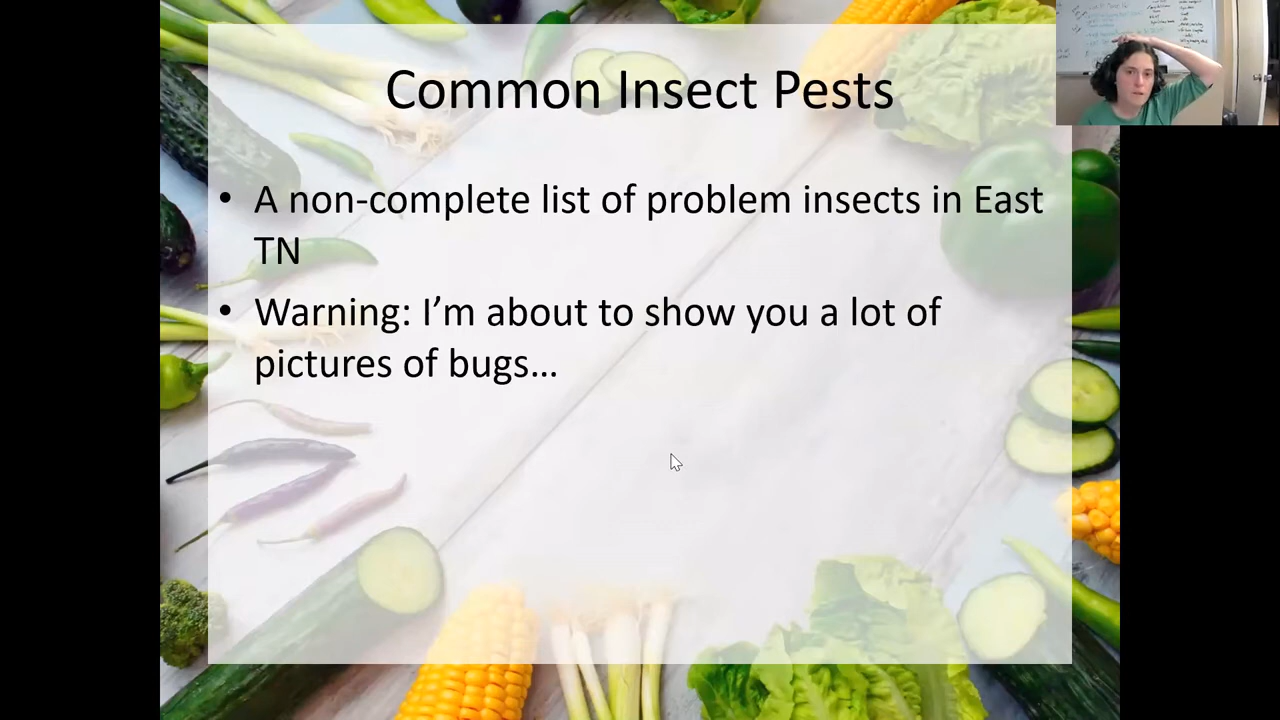 Common Insect Pests
• A non-complete list of problem insects in East
TN
• Warning: I’m about to show you a lot of
pictures of bugs…